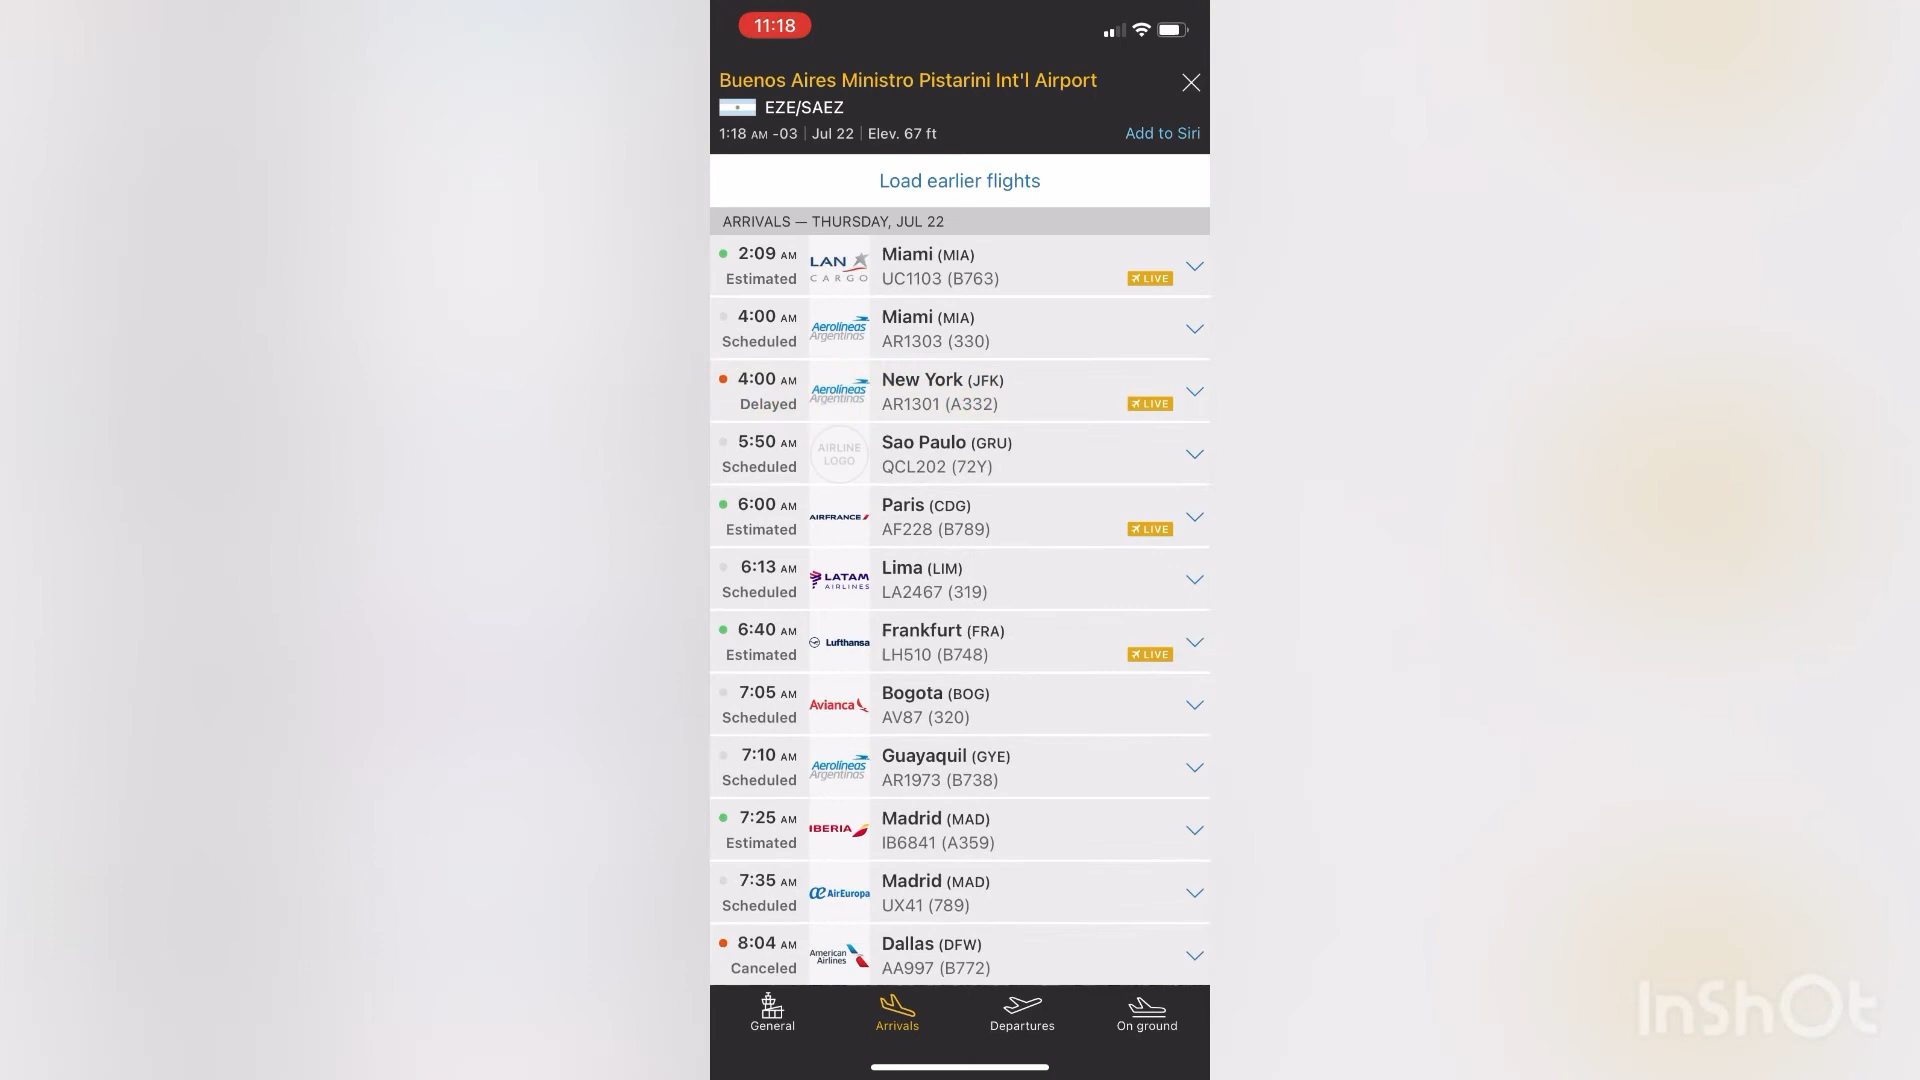 11:18
Buenos Aires Ministro Pistarini Int'l Airport
EZE/SAEZ
1:18 AM -03 | Jul 22 | Elev. 67 ft
Add to Siri
Load earlier flights
ARRIVALS — THURSDAY, JUL 22
2:09 AM
Estimated
LAN CARGO
Miami (MIA)
UC1103 (B763)
LIVE
4:00 AM
Scheduled
Aerolíneas Argentinas
Miami (MIA)
AR1303 (330)
4:00 AM
Delayed
Aerolíneas Argentinas
New York (JFK)
AR1301 (A332)
LIVE
5:50 AM
Scheduled
AIRLINE LOGO
Sao Paulo (GRU)
QCL202 (72Y)
6:00 AM
Estimated
AIRFRANCE
Paris (CDG)
AF228 (B789)
LIVE
6:13 AM
Scheduled
LATAM AIRLINES
Lima (LIM)
LA2467 (319)
6:40 AM
Estimated
Lufthansa
Frankfurt (FRA)
LH510 (B748)
LIVE
7:05 AM
Scheduled
Avianca
Bogota (BOG)
AV87 (320)
7:10 AM
Scheduled
Aerolíneas Argentinas
Guayaquil (GYE)
AR1973 (B738)
7:25 AM
Estimated
IBERIA
Madrid (MAD)
IB6841 (A359)
7:35 AM
Scheduled
AirEuropa
Madrid (MAD)
UX41 (789)
8:04 AM
Canceled
American Airlines
Dallas (DFW)
AA997 (B772)
General
Arrivals
Departures
On ground
InShOt